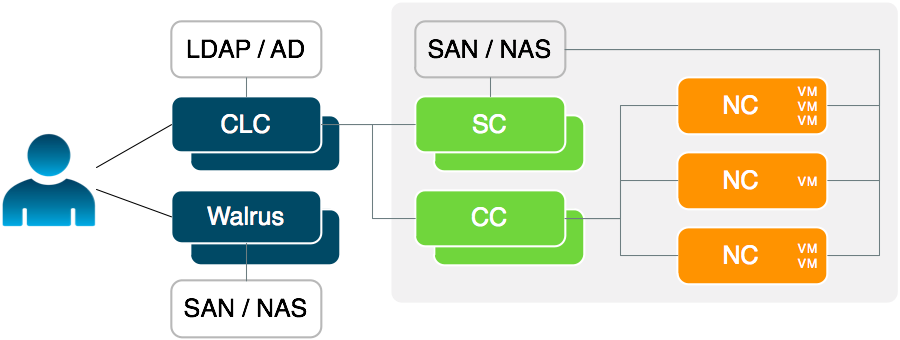 LDAP / AD
SAN / NAS
CLC
SC
NC
VM
VM
VM
NC
VM
Walrus
CC
NC
VM
VM
SAN / NAS